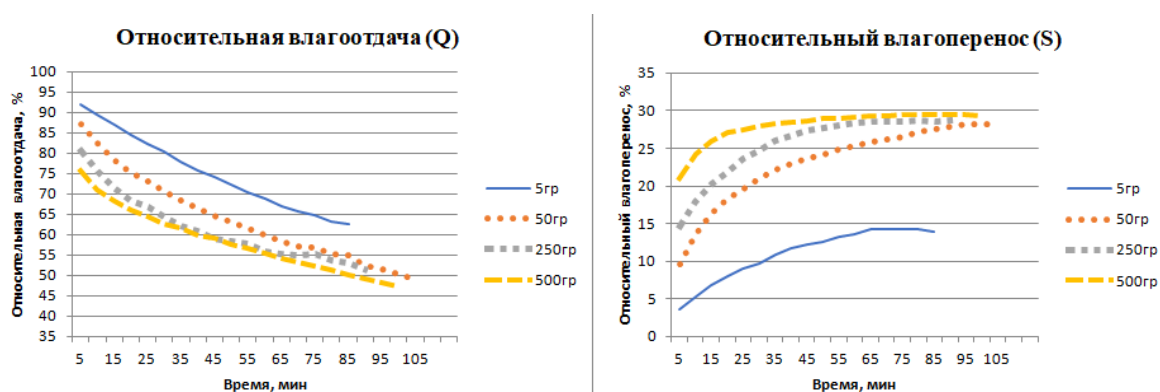 Относительная влагоотдача (Q)
Относительная влагоотдача, %
100
95
90
85
80
75
70
65
60
55
50
45
40
35
5 15 25 35 45 55 65 75 85 95 105
Время, мин
5гр
50гр
250гр
500гр
Относительный влагоперенос (S)
Относительный влагоперенос, %
35
30
25
20
15
10
5
0
5 15 25 35 45 55 65 75 85 95 105
Время, мин
5гр
50гр
250гр
500гр